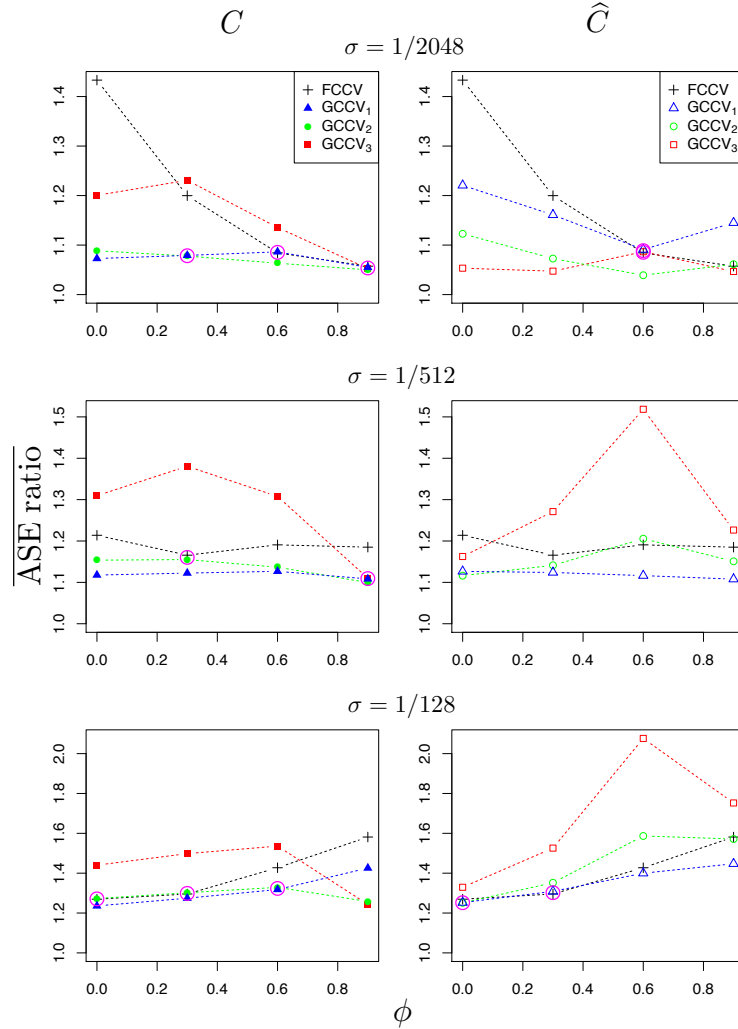 C Ĉ
σ = 1/2048
FCCV
GCCV₁
GCCV₂
GCCV₃
1.0 1.1 1.2 1.3 1.4
0.0 0.2 0.4 0.6 0.8
FCCV
GCCV₁
GCCV₂
GCCV₃
1.0 1.1 1.2 1.3 1.4
0.0 0.2 0.4 0.6 0.8
σ = 1/512
ASE ratio
1.0 1.1 1.2 1.3 1.4 1.5
0.0 0.2 0.4 0.6 0.8
1.0 1.1 1.2 1.3 1.4 1.5
0.0 0.2 0.4 0.6 0.8
σ = 1/128
1.0 1.2 1.4 1.6 1.8 2.0
0.0 0.2 0.4 0.6 0.8
1.0 1.2 1.4 1.6 1.8 2.0
0.0 0.2 0.4 0.6 0.8
ϕ